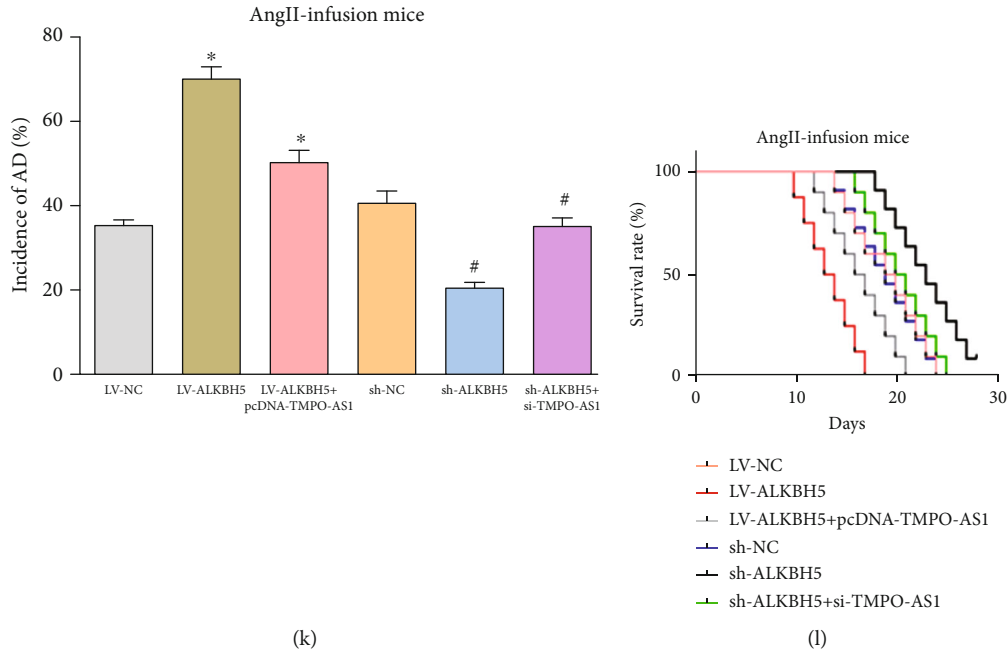 AngII-infusion mice
Incidence of AD (%)
80
60
40
20
0
*
*
#
#
LV-NC
LV-ALKBH5
LV-ALKBH5+
pcDNA-TMPO-AS1
sh-NC
sh-ALKBH5
sh-ALKBH5+
si-TMPO-AS1
(k)
AngII-infusion mice
Survival rate (%)
100
50
0
0
10
20
30
Days
LV-NC
LV-ALKBH5
LV-ALKBH5+pcDNA-TMPO-AS1
sh-NC
sh-ALKBH5
sh-ALKBH5+si-TMPO-AS1
(l)